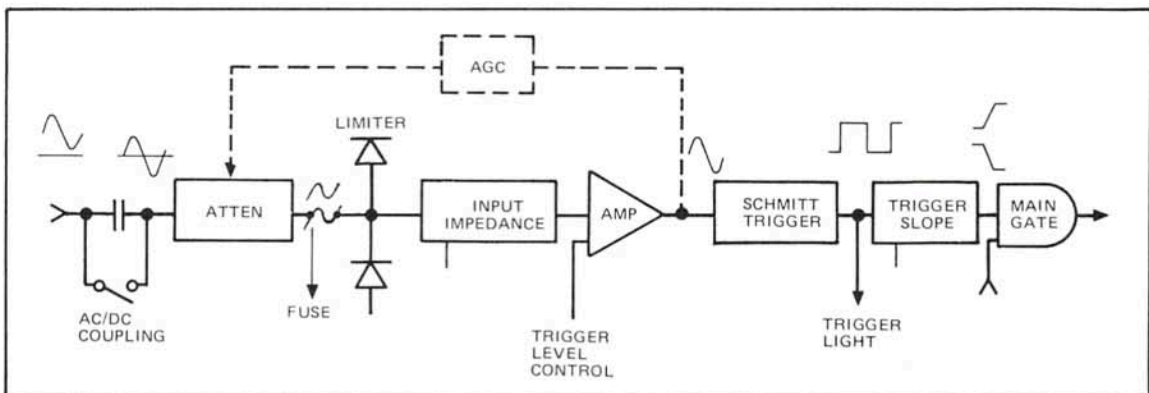 AGC
LIMITER
ATTEN
INPUT
IMPEDANCE
AMP
SCHMITT
TRIGGER
TRIGGER
SLOPE
MAIN
GATE
AC/DC
COUPLING
FUSE
TRIGGER
LEVEL
CONTROL
TRIGGER
LIGHT